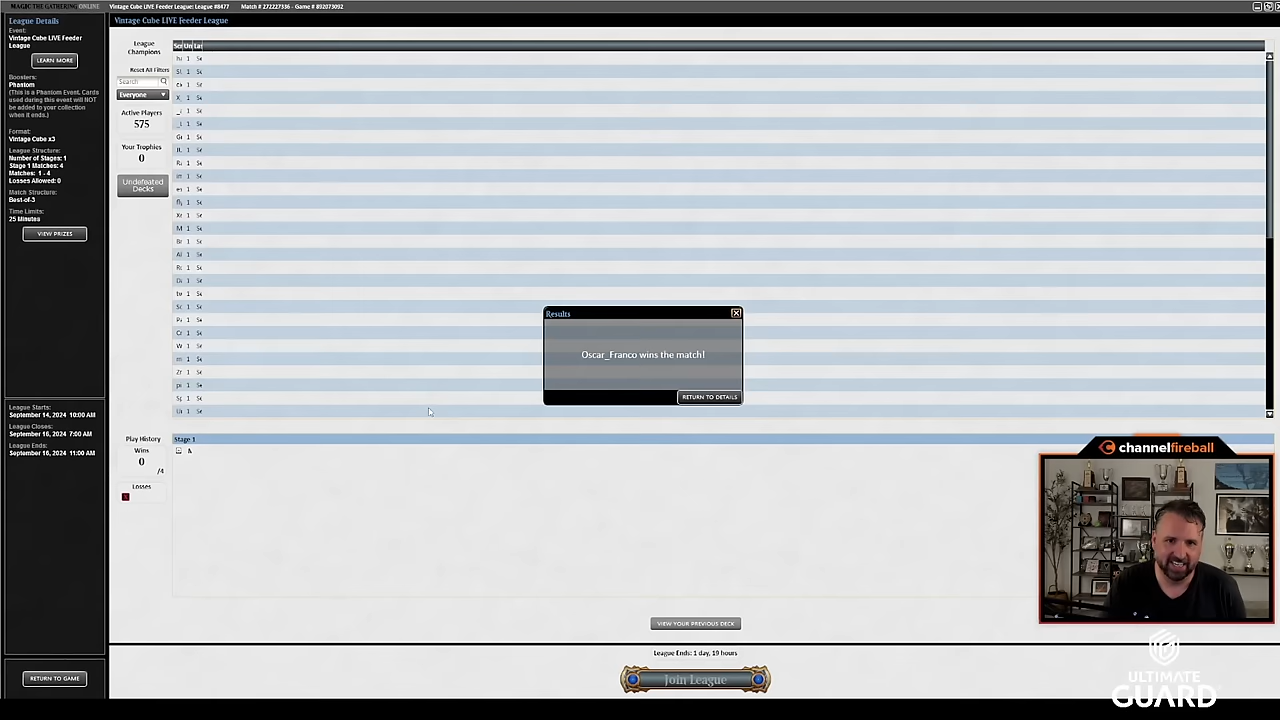 MAGIC THE GATHERING ONLINE
Vintage Cube LIVE Feeder League: League #8477
Match # 272227336 - Game # 892073092
League Details
Event:
Vintage Cube LIVE Feeder
League
LEARN MORE
Boosters:
Phantom
(This is a Phantom Event. Cards
used during this event will NOT
be added to your collection
when it ends.)
Format:
Vintage Cube x3
League Structure:
Number of Stages: 1
Stage 1 Matches: 4
Matches: 1 - 4
Losses Allowed: 0
Match Structure:
Best-of-3
Time Limits:
25 Minutes
VIEW PRIZES
League Starts:
September 14, 2024 10:00 AM
League Closes:
September 16, 2024 7:00 AM
League Ends:
September 16, 2024 11:00 AM
RETURN TO GAME
Vintage Cube LIVE Feeder League
League
Champions
Reset All Filters
Search
Everyone
Active Players
575
Your Trophies
0
Undefeated
Decks
Results
Oscar_Franco wins the match!
RETURN TO DETAILS
Play History
Wins
0
/4
Losses
Stage 1
VIEW YOUR PREVIOUS DECK
League Ends: 1 day, 19 hours
Join League
channelfireball
ULTIMATE
GUARD